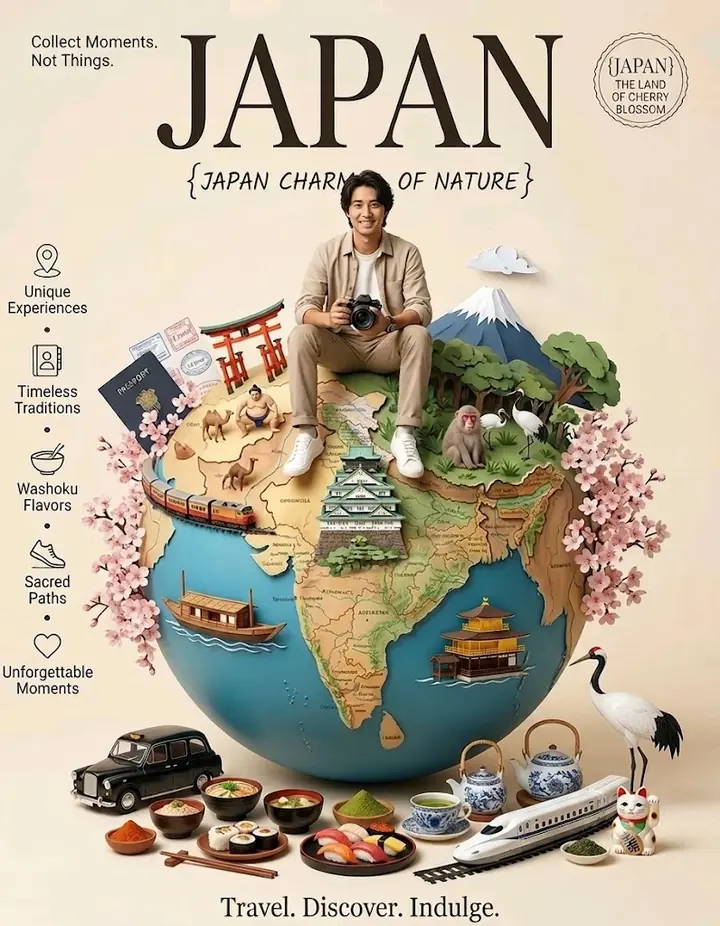 Collect Moments.
Not Things.
JAPAN
{JAPAN}
THE LAND
OF CHERRY
BLOSSOM
{JAPAN CHARM OF NATURE}
Unique
Experiences
Timeless
Traditions
Washoku
Flavors
Sacred
Paths
Unforgettable
Moments
PASSPORT
Travel. Discover. Indulge.